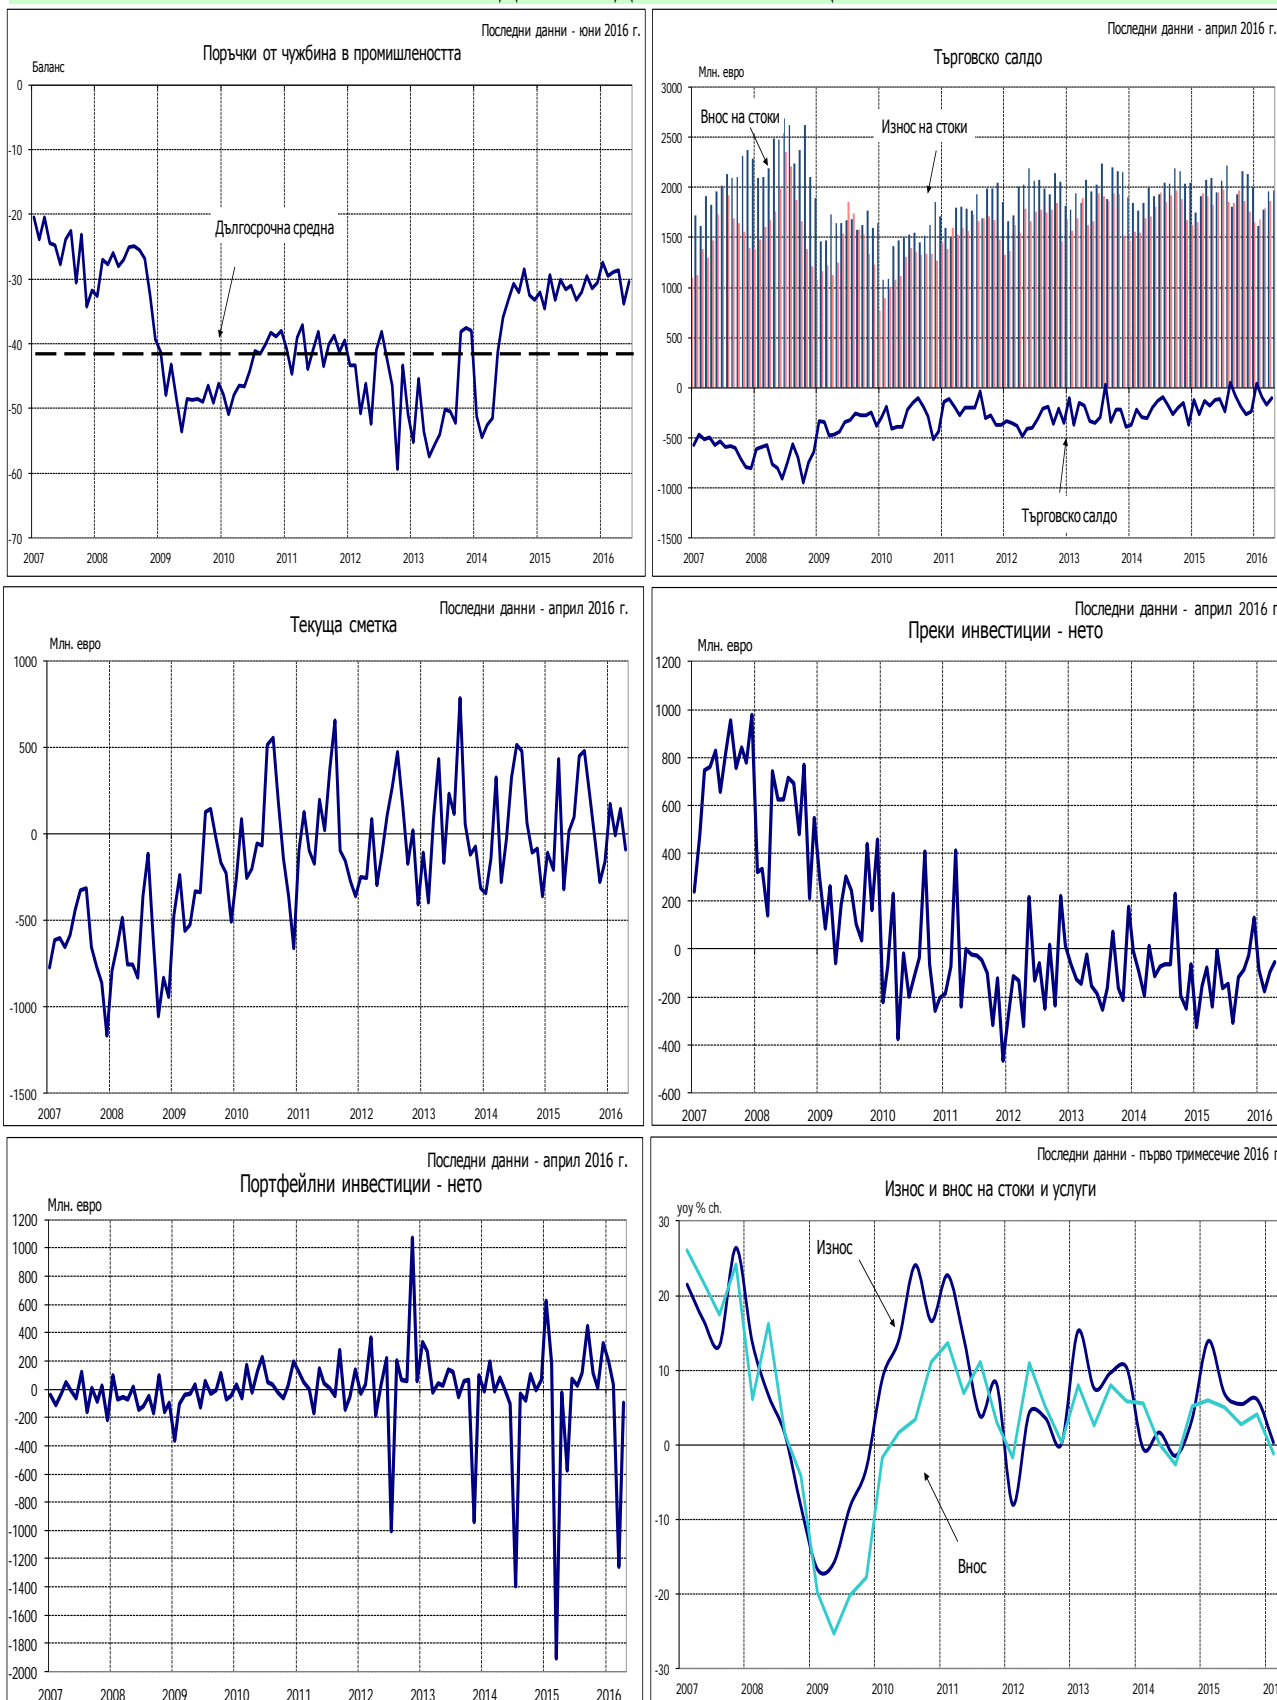 Последни данни - юни 2016 г.
Поръчки от чужбина в промишлеността
Баланс
0
-10
-20
-30
-40
-50
-60
-70
Дългосрочна средна
2007 2008 2009 2010 2011 2012 2013 2014 2015 2016
Последни данни - април 2016 г.
Търговско салдо
Млн. евро
3000
2500
2000
1500
1000
500
0
-500
-1000
-1500
Внос на стоки
Износ на стоки
Търговско салдо
2007 2008 2009 2010 2011 2012 2013 2014 2015 2016
Последни данни - април 2016 г.
Текуща сметка
Млн. евро
1000
500
0
-500
-1000
-1500
2007 2008 2009 2010 2011 2012 2013 2014 2015 2016
Последни данни - април 2016 г
Преки инвестиции - нето
Млн. евро
1200
1000
800
600
400
200
0
-200
-400
-600
2007 2008 2009 2010 2011 2012 2013 2014 2015 2016
Последни данни - април 2016 г.
Портфейлни инвестиции - нето
Млн. евро
1200
1000
800
600
400
200
0
-200
-400
-600
-800
-1000
-1200
-1400
-1600
-1800
-2000
2007 2008 2009 2010 2011 2012 2013 2014 2015 2016
Последни данни - първо тримесечие 2016 г
Износ и внос на стоки и услуги
yoy % ch.
30
20
10
0
-10
-20
-30
Износ
Внос
2007 2008 2009 2010 2011 2012 2013 2014 2015 201